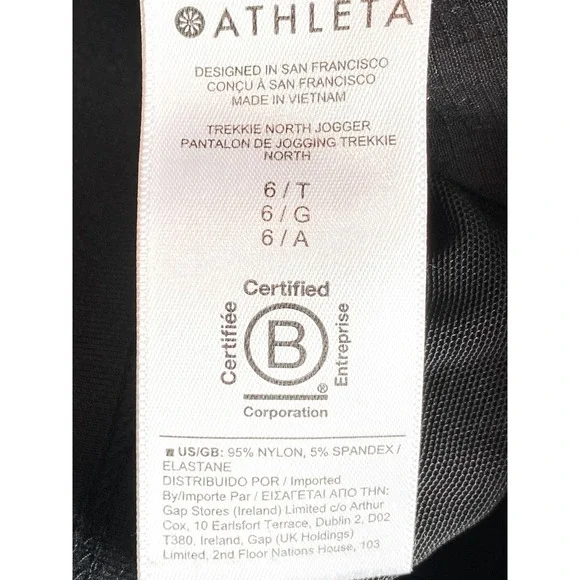 ATHLETA
DESIGNED IN SAN FRANCISCO
CONÇU À SAN FRANCISCO
MADE IN VIETNAM
TREKKIE NORTH JOGGER
PANTALON DE JOGGING TREKKIE
NORTH
6 / T
6 / G
6 / A
Certified
Certifiée
B
Entreprise
®
Corporation
US/GB: 95% NYLON, 5% SPANDEX /
ELASTANE
DISTRIBUIDO POR / Imported
By/Importe Par / ΕΙΣΑΓΕΤΑΙ ΑΠΟ ΤΗΝ:
Gap Stores (Ireland) Limited c/o Arthur
Cox, 10 Earlsfort Terrace, Dublin 2, D02
T380, Ireland, Gap (UK Holdings)
Limited, 2nd Floor Nations House, 103